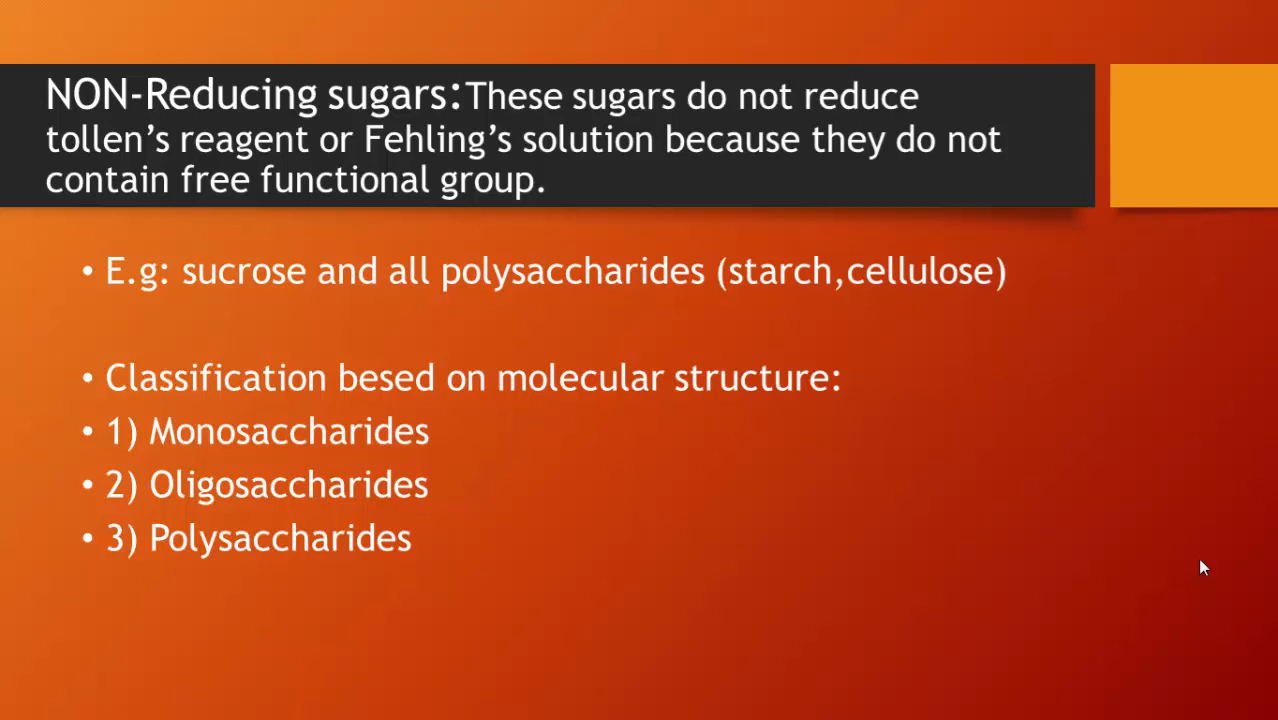 NON-Reducing sugars:These sugars do not reduce
tollen’s reagent or Fehling’s solution because they do not
contain free functional group.
• E.g: sucrose and all polysaccharides (starch,cellulose)
• Classification besed on molecular structure:
• 1) Monosaccharides
• 2) Oligosaccharides
• 3) Polysaccharides